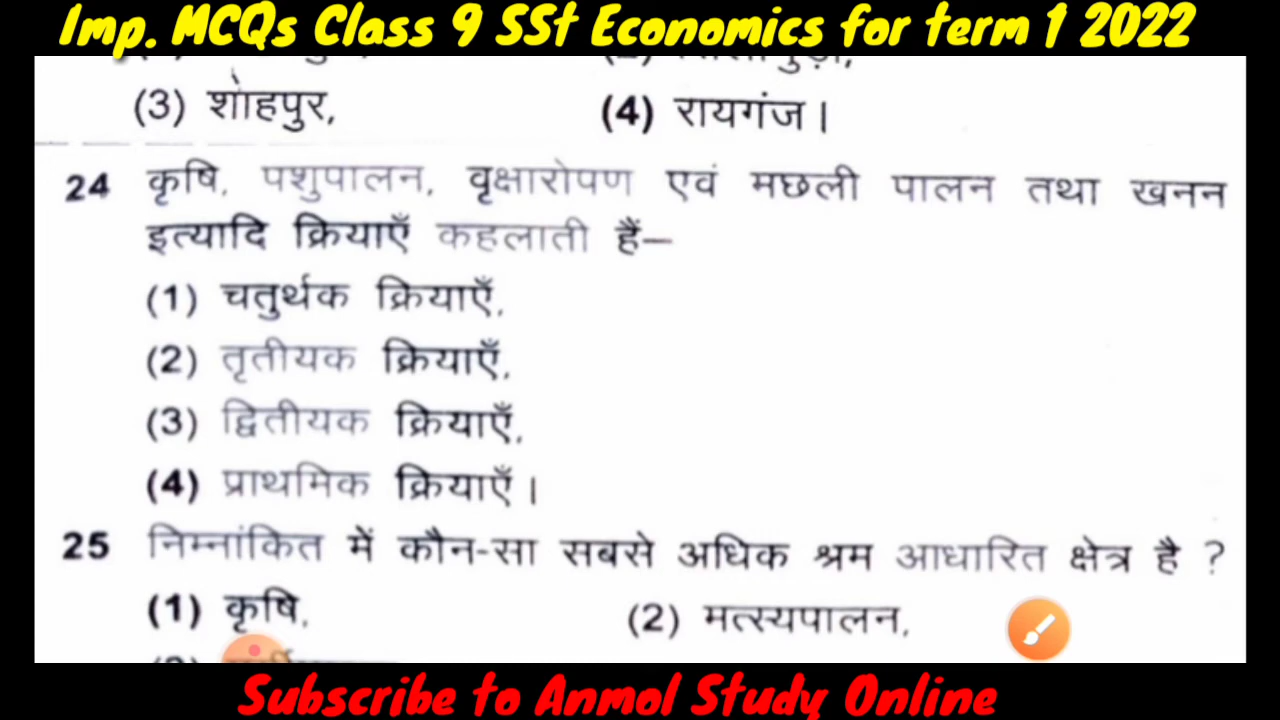 Imp. MCQs Class 9 SSt Economics for term 1 2022
(3) शाहपुर, (4) रायगंज।
24 कृषि, पशुपालन, वृक्षारोपण एवं मछली पालन तथा खनन
इत्यादि क्रियाएँ कहलाती हैं—
(1) चतुर्थक क्रियाएँ,
(2) तृतीयक क्रियाएँ,
(3) द्वितीयक क्रियाएँ,
(4) प्राथमिक क्रियाएँ।
25 निम्नांकित में कौन-सा सबसे अधिक श्रम आधारित क्षेत्र है ?
(1) कृषि, (2) मत्स्यपालन,
Subscribe to Anmol Study Online